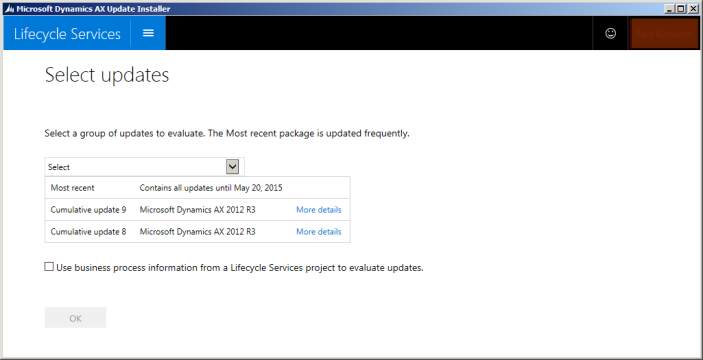 Microsoft Dynamics AX Update Installer
Lifecycle Services
Select updates
Select a group of updates to evaluate. The Most recent package is updated frequently.
Select
Most recent Contains all updates until May 20, 2015
Cumulative update 9 Microsoft Dynamics AX 2012 R3 More details
Cumulative update 8 Microsoft Dynamics AX 2012 R3 More details
Use business process information from a Lifecycle Services project to evaluate updates.
OK